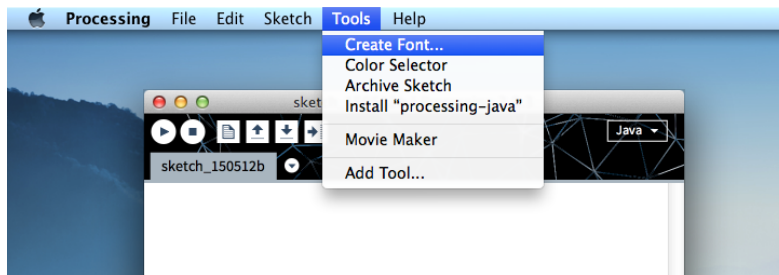 Processing File Edit Sketch Tools Help
Create Font...
Color Selector
Archive Sketch
Install “processing-java”
Movie Maker
Add Tool...
sket
Java
sketch_150512b